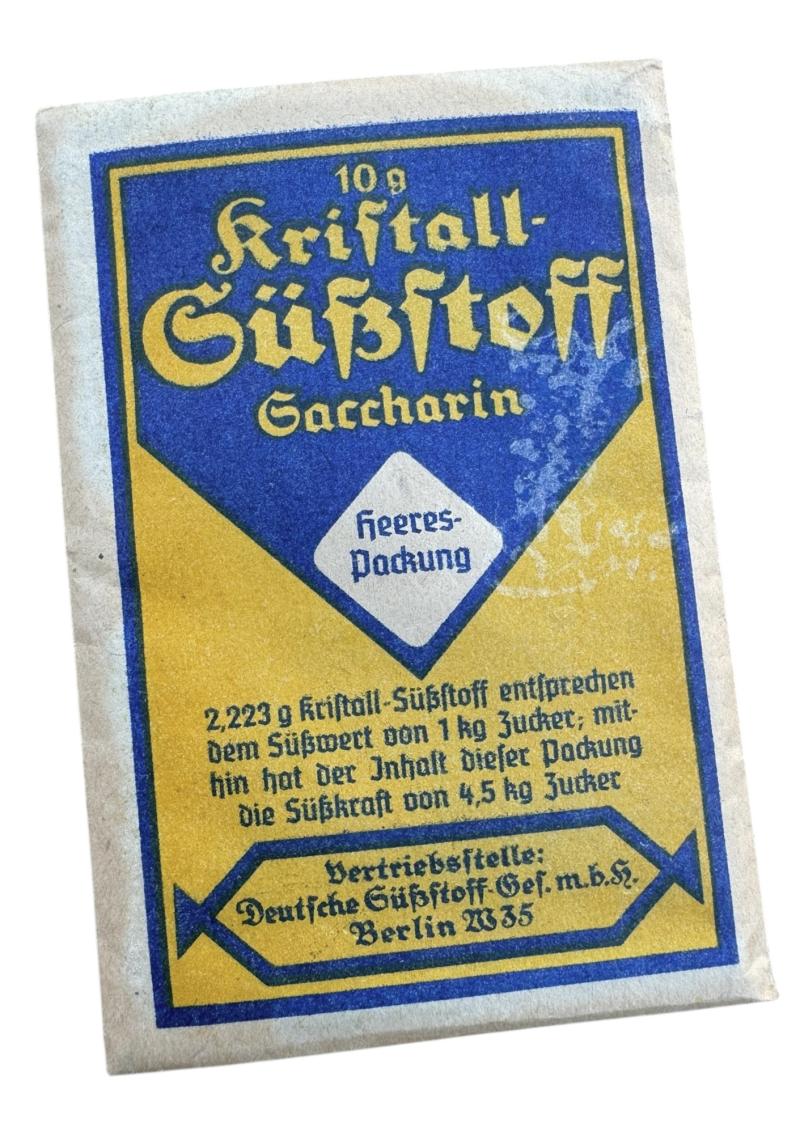 10 g
Kriſtall-
Süßſtoff
Saccharin
Heeres-
Packung
2,223 g Kriſtall-Süßſtoff entſprechen
dem Süßwert von 1 kg Zucker; mit-
hin hat der Inhalt dieſer Packung
die Süßkraft von 4,5 kg Zucker
Vertriebsſtelle:
Deutſche Süßſtoff-Geſ. m. b. H.
Berlin W 35